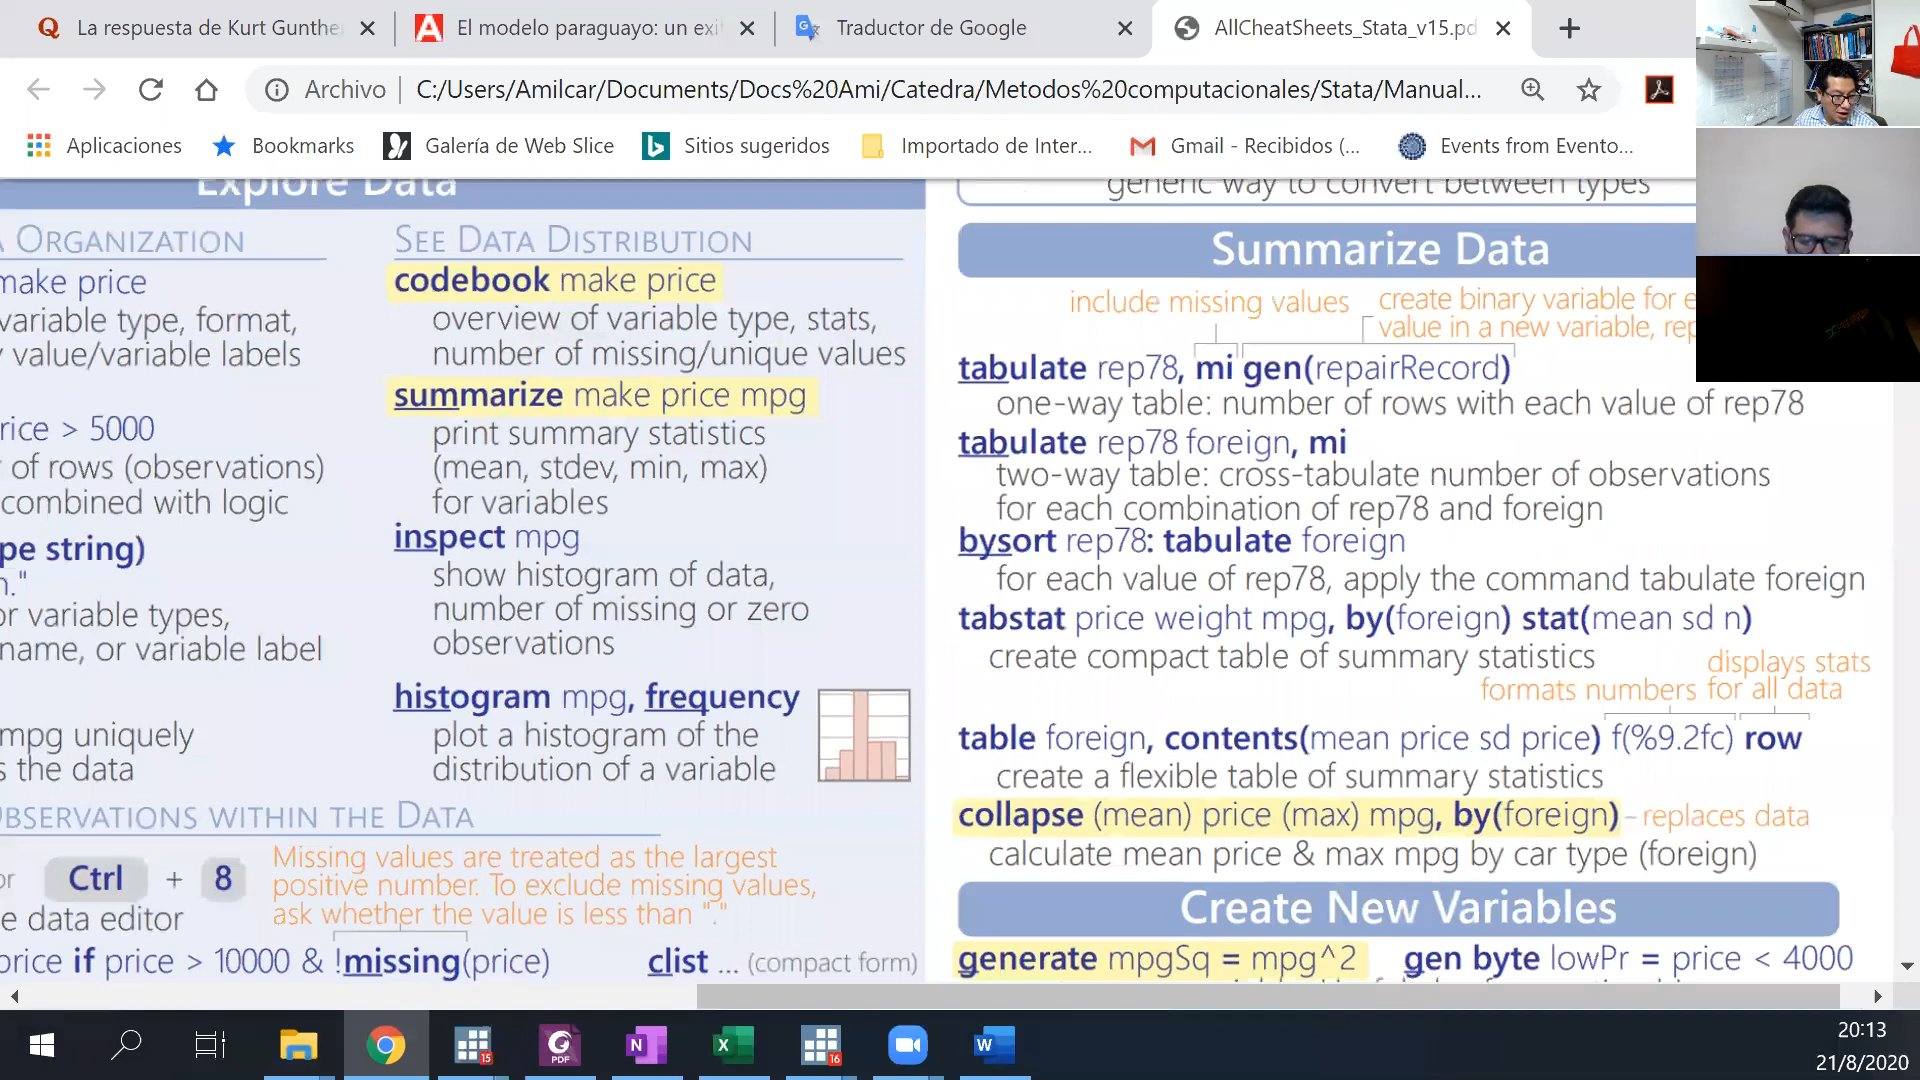 La respuesta de Kurt Gunthe
El modelo paraguayo: un exi
Traductor de Google
AllCheatSheets_Stata_v15.pd
Archivo
C:/Users/Amilcar/Documents/Docs%20Ami/Catedra/Metodos%20computacionales/Stata/Manual...
Aplicaciones
Bookmarks
Galería de Web Slice
Sitios sugeridos
Importado de Inter...
Gmail - Recibidos (...
Events from Evento...
Explore Data
ORGANIZATION
make price
variable type, format,
value/variable labels
rice > 5000
of rows (observations)
combined with logic
pe string)
n."
or variable types,
name, or variable label
mpg uniquely
s the data
SEE DATA DISTRIBUTION
codebook make price
overview of variable type, stats,
number of missing/unique values
summarize make price mpg
print summary statistics
(mean, stdev, min, max)
for variables
inspect mpg
show histogram of data,
number of missing or zero
observations
histogram mpg, frequency
plot a histogram of the
distribution of a variable
OBSERVATIONS WITHIN THE DATA
or Ctrl + 8
e data editor
Missing values are treated as the largest
positive number. To exclude missing values,
ask whether the value is less than "."
price if price > 10000 & !missing(price)
clist ... (compact form)
generic way to convert between types
Summarize Data
include missing values
create binary variable for e
value in a new variable, rep
tabulate rep78, mi gen(repairRecord)
one-way table: number of rows with each value of rep78
tabulate rep78 foreign, mi
two-way table: cross-tabulate number of observations
for each combination of rep78 and foreign
bysort rep78: tabulate foreign
for each value of rep78, apply the command tabulate foreign
tabstat price weight mpg, by(foreign) stat(mean sd n)
create compact table of summary statistics
formats numbers
displays stats
for all data
table foreign, contents(mean price sd price) f(%9.2fc) row
create a flexible table of summary statistics
collapse (mean) price (max) mpg, by(foreign) – replaces data
calculate mean price & max mpg by car type (foreign)
Create New Variables
generate mpgSq = mpg^2
gen byte lowPr = price < 4000
15
PDF
N
X
16
W
20:13
21/8/2020